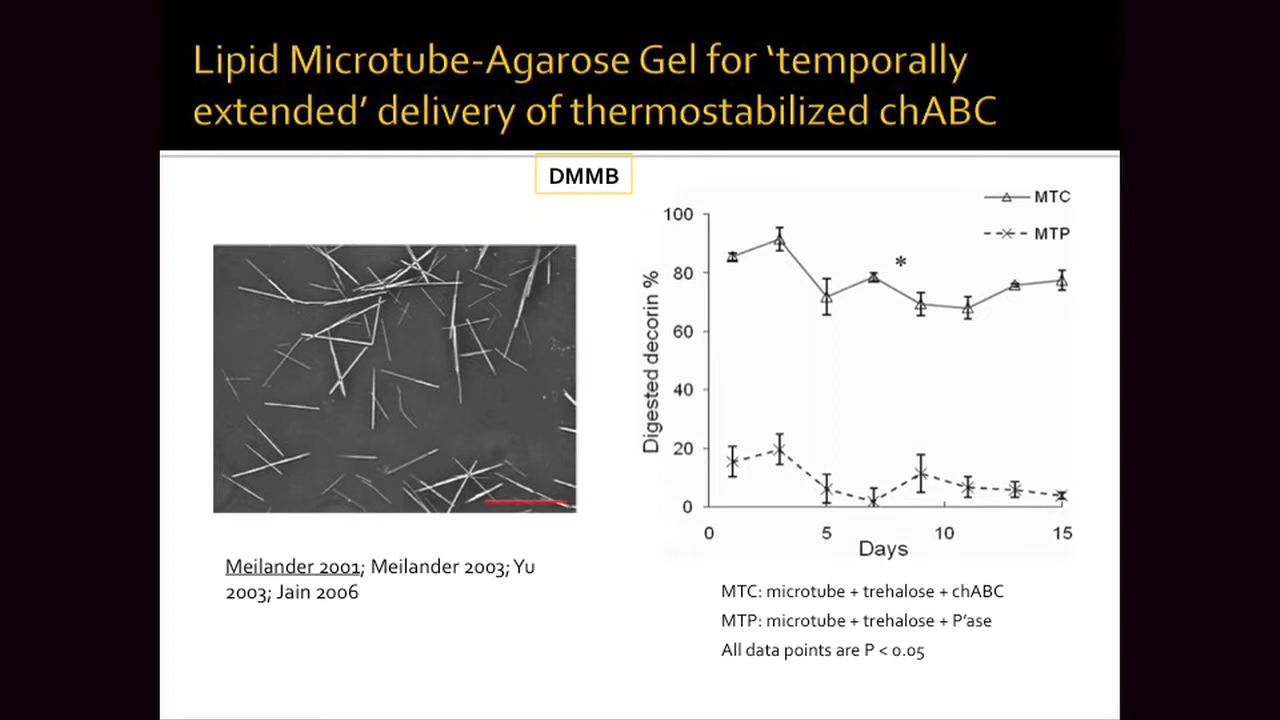 Lipid Microtube-Agarose Gel for ‘temporally
extended’ delivery of thermostabilized chABC
DMMB
Meilander 2001; Meilander 2003; Yu
2003; Jain 2006
MTC
MTP
*
Digested decorin %
100
80
60
40
20
0
0 5 10 15
Days
MTC: microtube + trehalose + chABC
MTP: microtube + trehalose + P’ase
All data points are P < 0.05